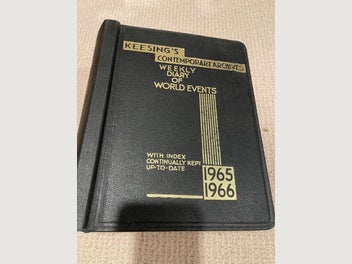 KEESING'S
CONTEMPORARY ARCHIVES
WEEKLY
DIARY
OF
WORLD EVENTS
WITH INDEX
CONTINUALLY KEPT
UP-TO-DATE
1965
1966